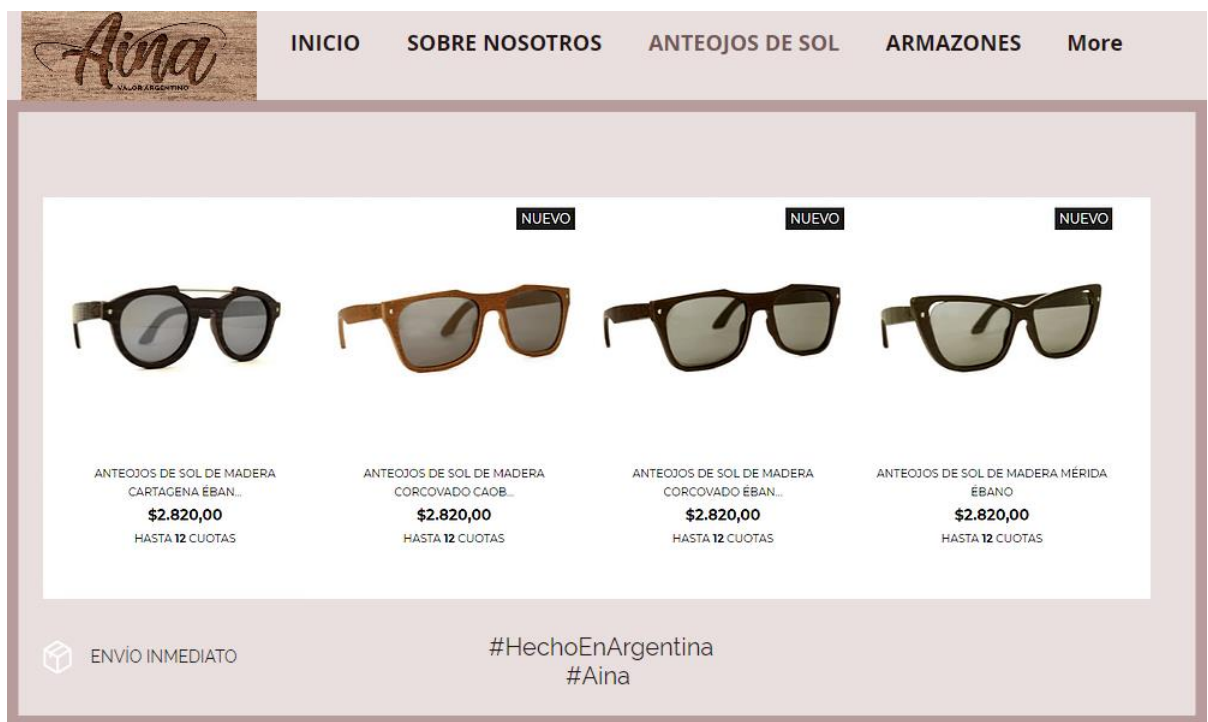 Aina
VALOR ARGENTINO
INICIO SOBRE NOSOTROS ANTEOJOS DE SOL ARMAZONES More
NUEVO NUEVO NUEVO
ANTEOJOS DE SOL DE MADERA
CARTAGENA ÉBAN...
$2.820,00
HASTA 12 CUOTAS
ANTEOJOS DE SOL DE MADERA
CORCOVADO CAOB...
$2.820,00
HASTA 12 CUOTAS
ANTEOJOS DE SOL DE MADERA
CORCOVADO ÉBAN...
$2.820,00
HASTA 12 CUOTAS
ANTEOJOS DE SOL DE MADERA MÉRIDA
ÉBANO
$2.820,00
HASTA 12 CUOTAS
ENVÍO INMEDIATO
#HechoEnArgentina
#Aina